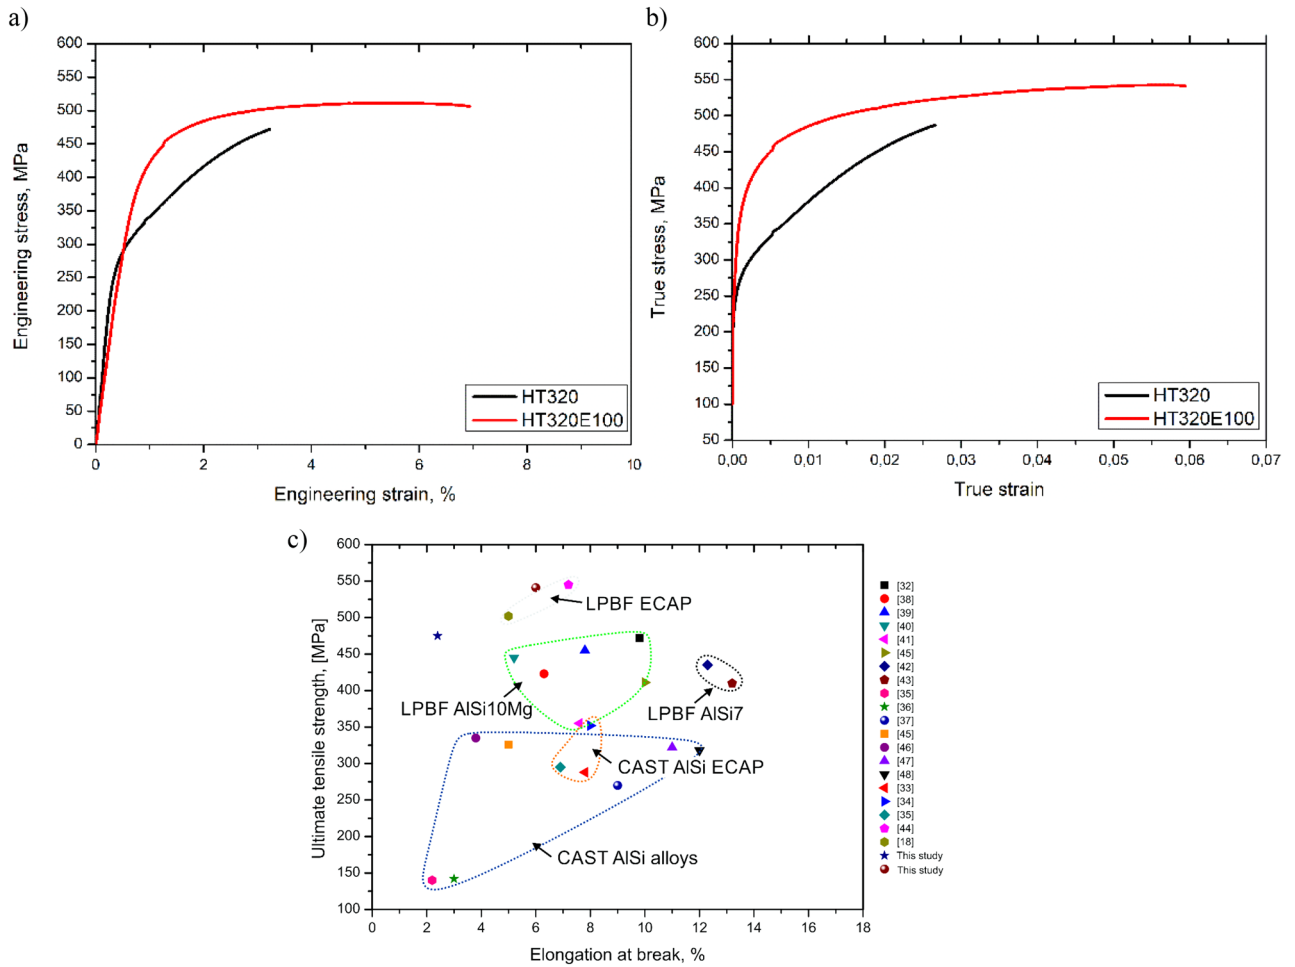 a)
600
550
500
450
400
350
300
250
200
150
100
50
0
Engineering stress, MPa
HT320
HT320E100
0 2 4 6 8 10
Engineering strain, %
b)
600
550
500
450
400
350
300
250
200
150
100
50
True stress, MPa
HT320
HT320E100
0,00 0,01 0,02 0,03 0,04 0,05 0,06 0,07
True strain
c)
600
550
500
450
400
350
300
250
200
150
100
Ultimate tensile strength, [MPa]
LPBF ECAP
LPBF AlSi10Mg
LPBF AlSi7
CAST AlSi ECAP
CAST AlSi alloys
0 2 4 6 8 10 12 14 16 18
Elongation at break, %
[32]
[38]
[39]
[40]
[41]
[45]
[42]
[43]
[35]
[36]
[37]
[45]
[46]
[47]
[48]
[33]
[34]
[35]
[44]
[18]
This study
This study